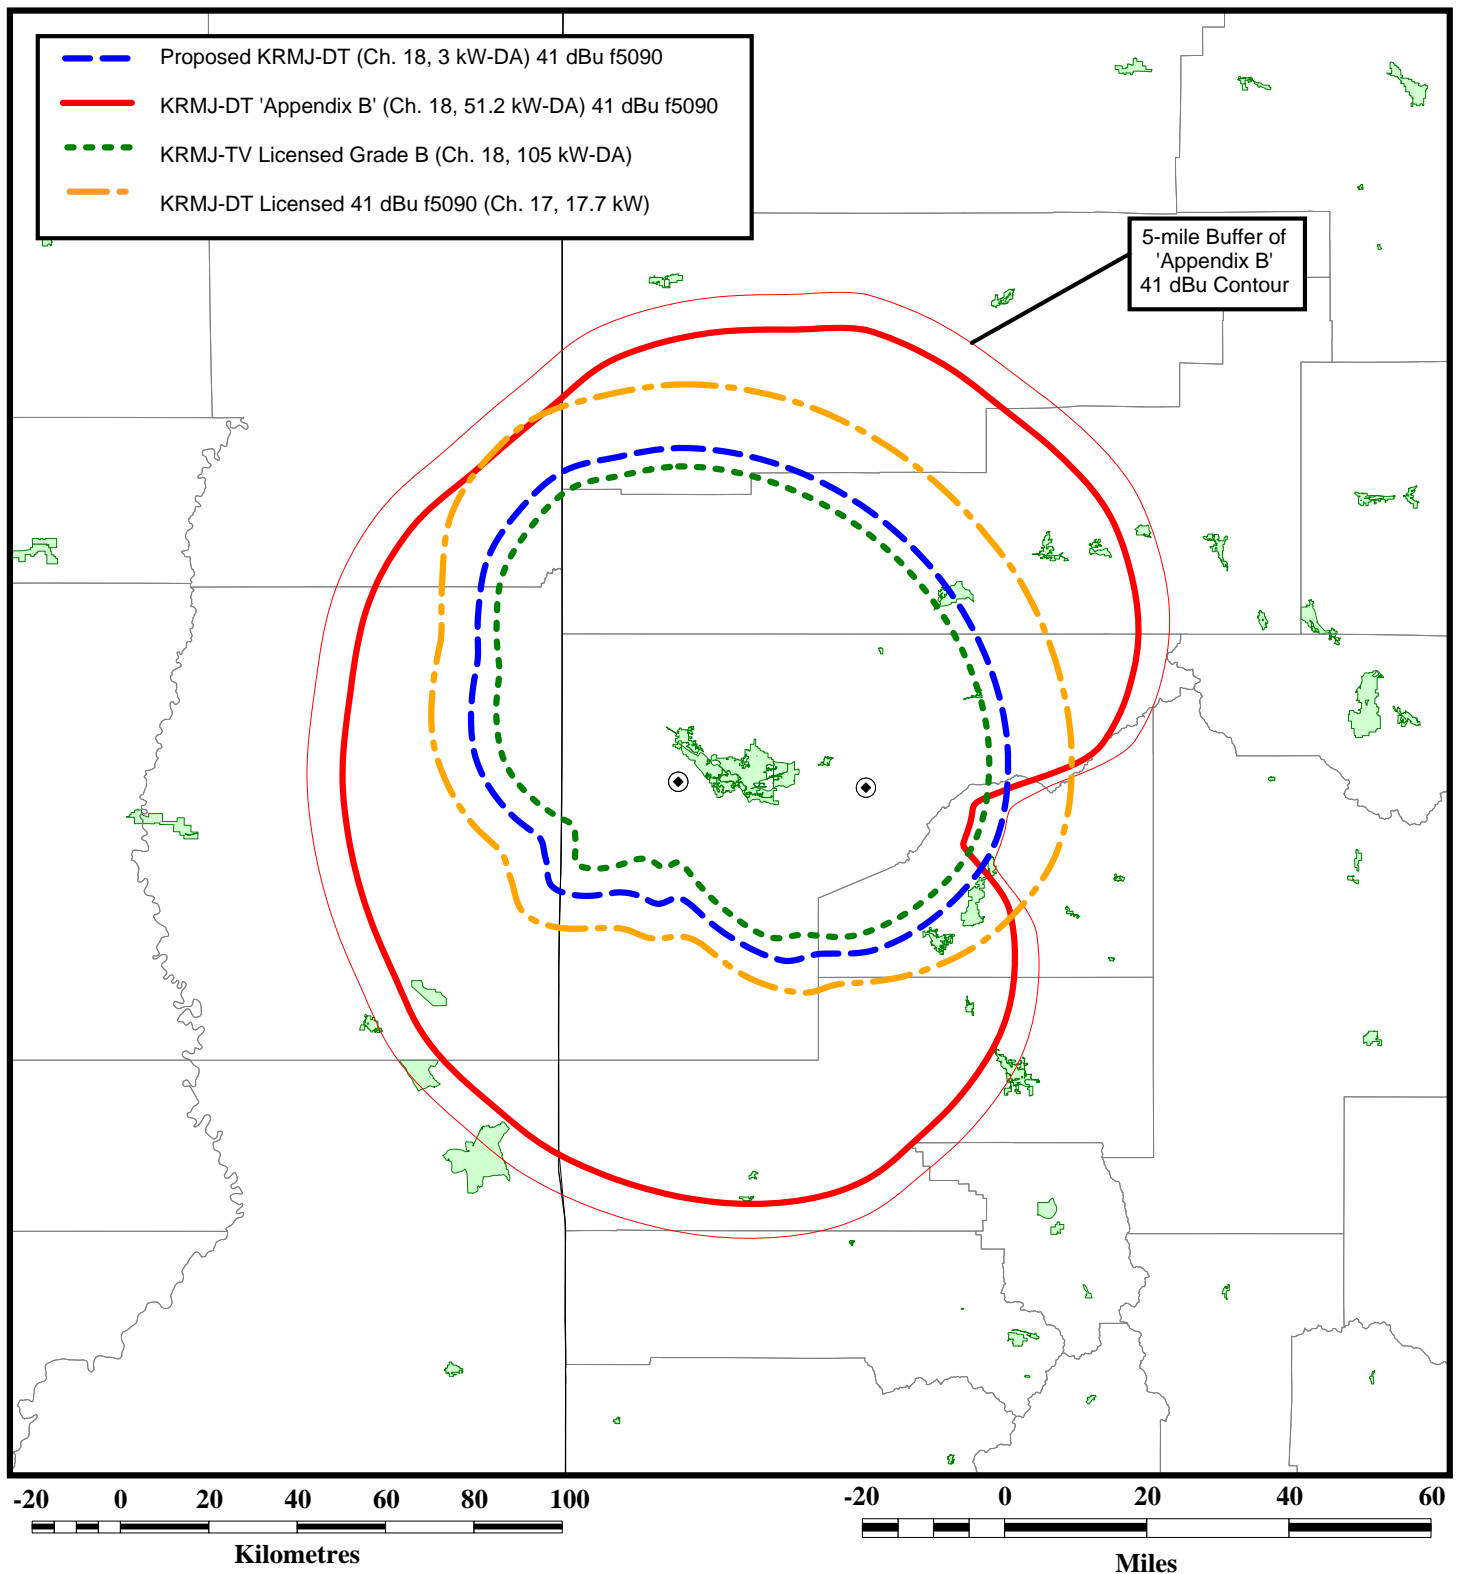 Proposed KRMJ-DT (Ch. 18, 3 kW-DA) 41 dBu f5090
KRMJ-DT 'Appendix B' (Ch. 18, 51.2 kW-DA) 41 dBu f5090
KRMJ-TV Licensed Grade B (Ch. 18, 105 kW-DA)
KRMJ-DT Licensed 41 dBu f5090 (Ch. 17, 17.7 kW)
5-mile Buffer of
'Appendix B'
41 dBu Contour
-20 0 20 40 60 80 100
Kilometres
-20 0 20 40 60
Miles